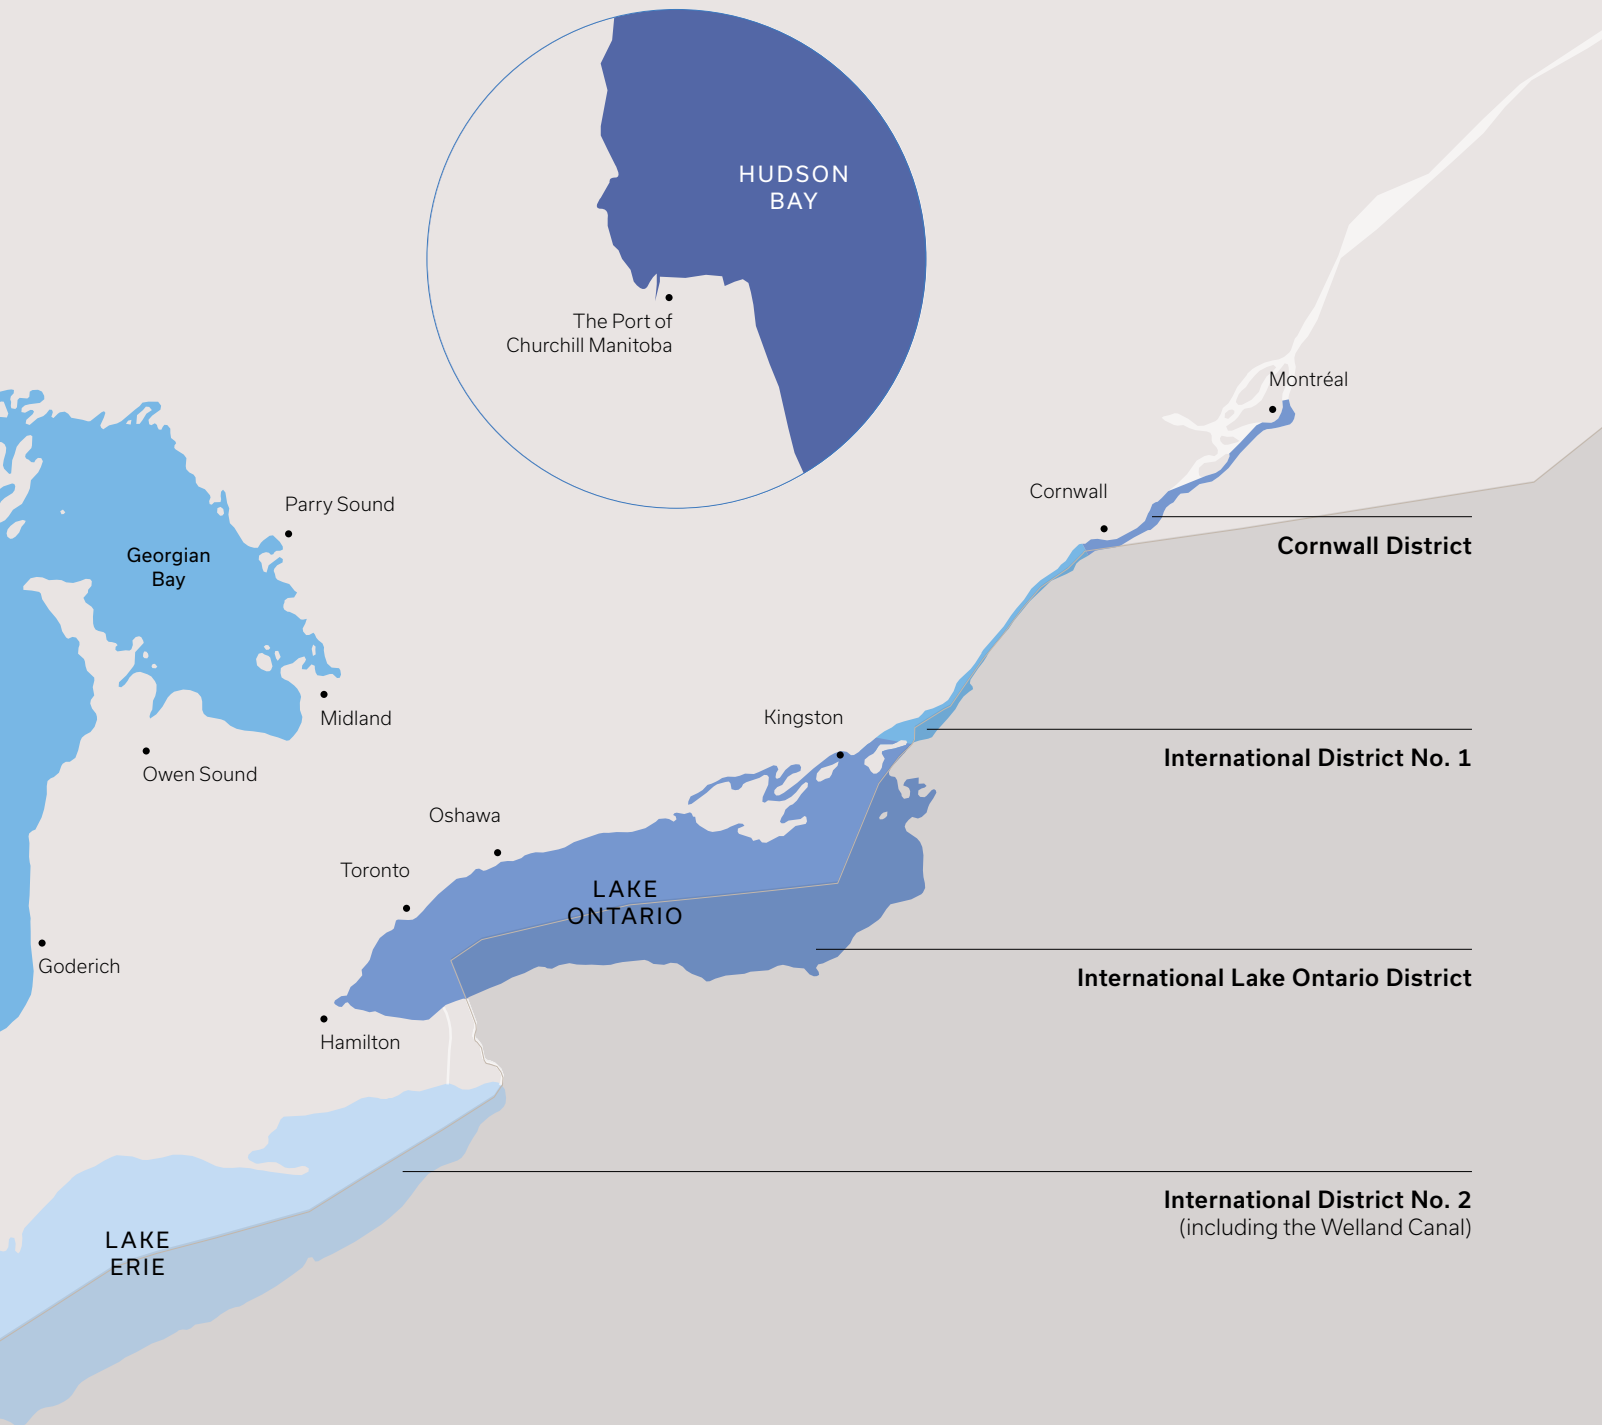 HUDSON
BAY
The Port of
Churchill Manitoba
Montréal
Cornwall
Parry Sound
Cornwall District
Georgian
Bay
Midland
Kingston
International District No. 1
Owen Sound
Oshawa
Toronto
LAKE
ONTARIO
Goderich
International Lake Ontario District
Hamilton
International District No. 2
(including the Welland Canal)
LAKE
ERIE